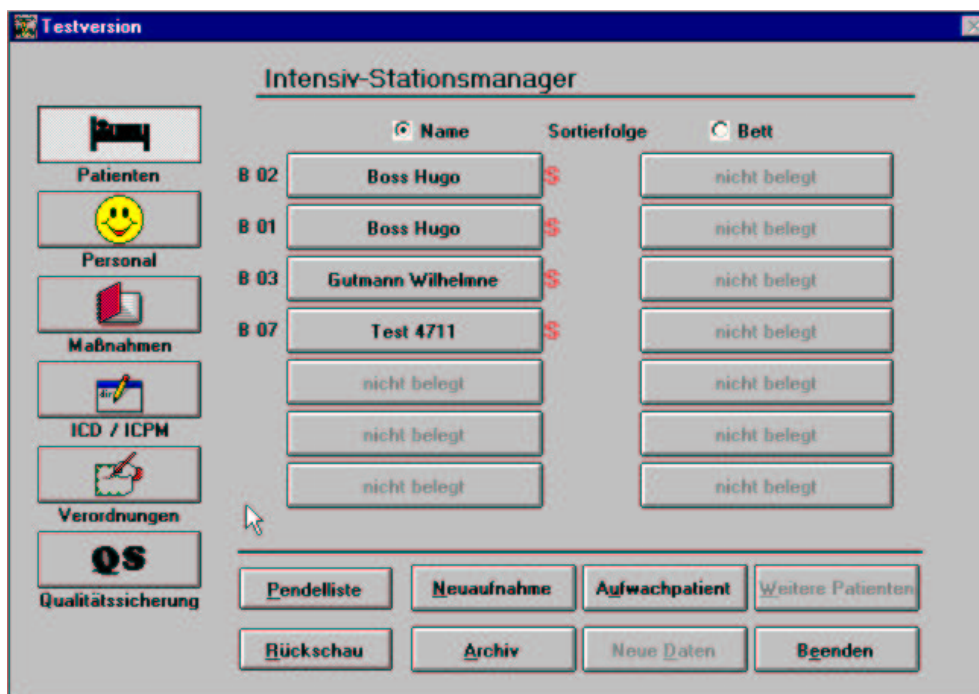 Testversion
Intensiv-Stationsmanager
Name Sortierfolge Bett
Patienten
Personal
Maßnahmen
dir
ICD / ICPM
Verordnungen
QS
Qualitätssicherung
B 02 Boss Hugo $ nicht belegt
B 01 Boss Hugo $ nicht belegt
B 03 Gutmann Wilhelmne $ nicht belegt
B 07 Test 4711 $ nicht belegt
nicht belegt nicht belegt
nicht belegt nicht belegt
nicht belegt nicht belegt
Pendelliste Neuaufnahme Aufwachpatient Weitere Patienten
Rückschau Archiv Neue Daten Beenden